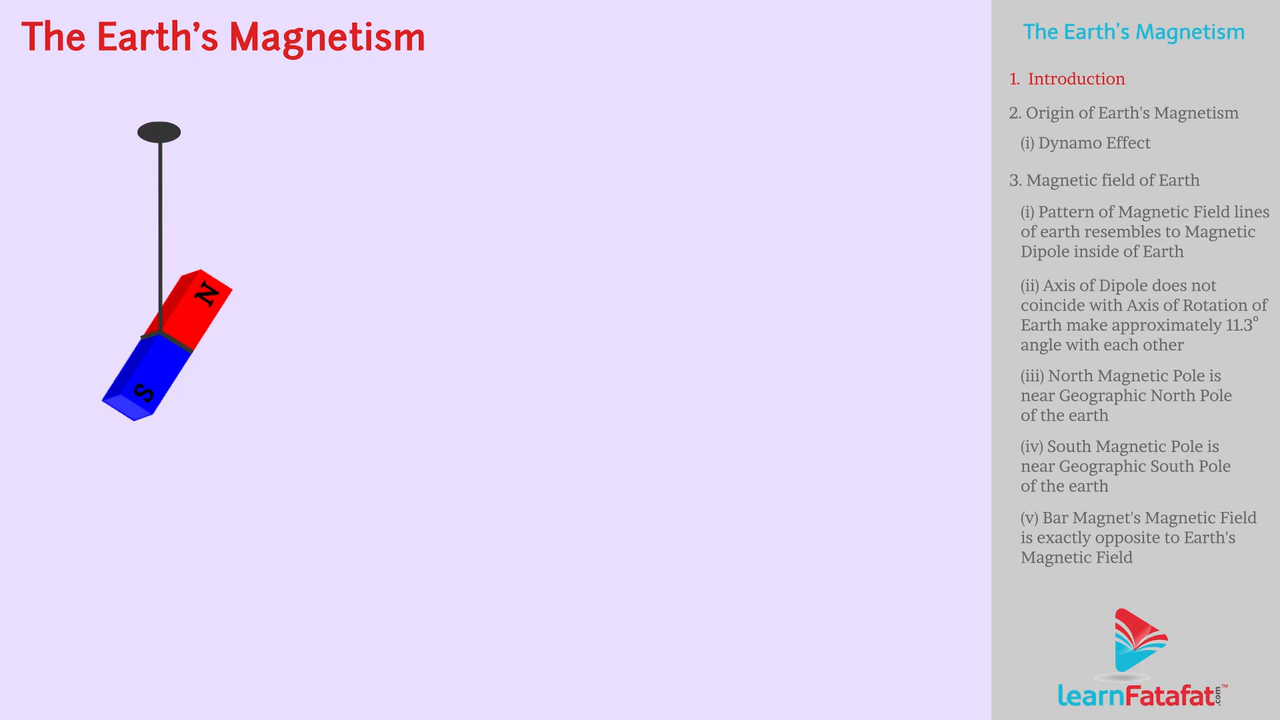 The Earth's Magnetism
N
S
The Earth's Magnetism
1. Introduction
2. Origin of Earth's Magnetism
(i) Dynamo Effect
3. Magnetic field of Earth
(i) Pattern of Magnetic Field lines
of earth resembles to Magnetic
Dipole inside of Earth
(ii) Axis of Dipole does not
coincide with Axis of Rotation of
Earth make approximately 11.3°
angle with each other
(iii) North Magnetic Pole is
near Geographic North Pole
of the earth
(iv) South Magnetic Pole is
near Geographic South Pole
of the earth
(v) Bar Magnet's Magnetic Field
is exactly opposite to Earth's
Magnetic Field
learnFatafat.com™